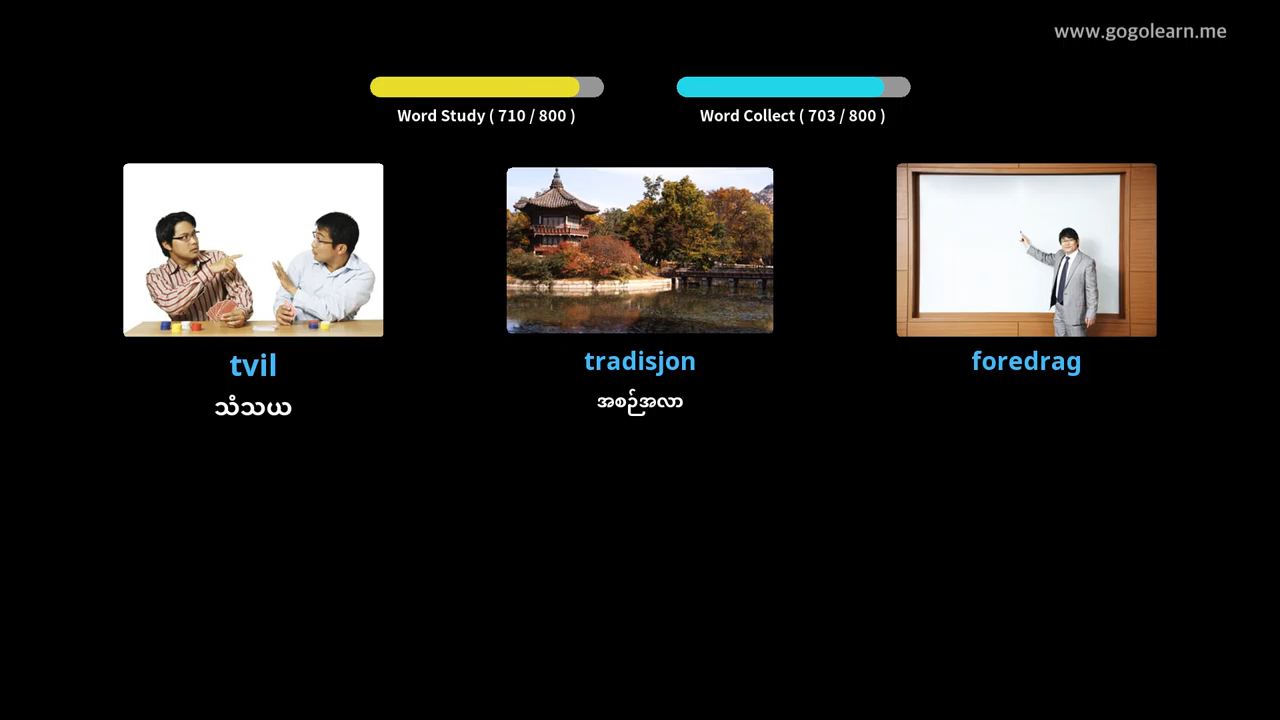 www.gogolearn.me
Word Study ( 710 / 800 )
Word Collect ( 703 / 800 )
tvil
tradisjon
foredrag
သံသယ
အစဉ်အလာ